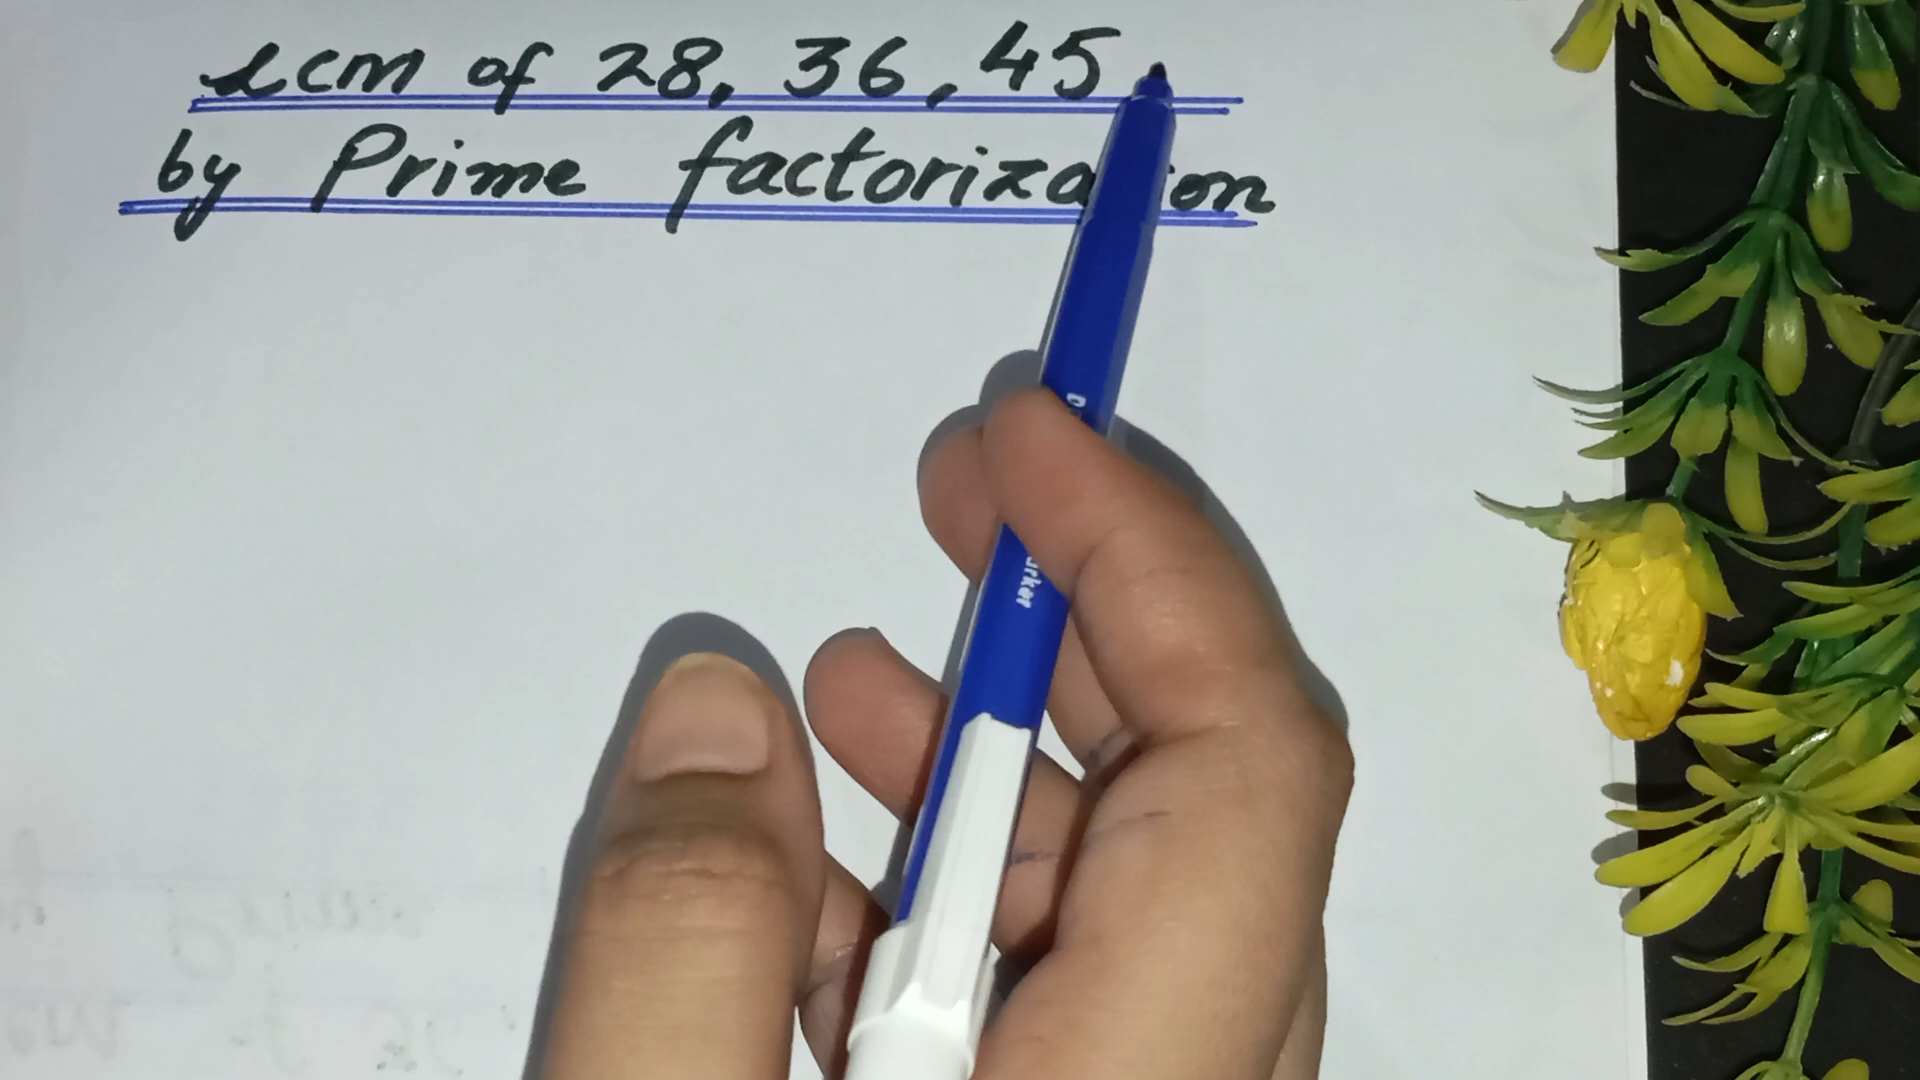 LCM of 28, 36, 45
by Prime factorization